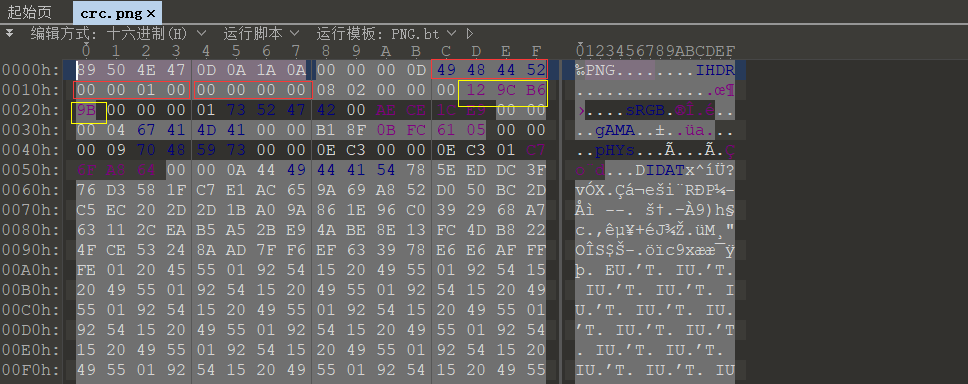 起始页 crc.png ×
编辑方式: 十六进制(H) 运行脚本 运行模板: PNG.bt
0 1 2 3 4 5 6 7 8 9 A B C D E F 0123456789ABCDEF
0000h: 89 50 4E 47 0D 0A 1A 0A 00 00 00 0D 49 48 44 52 ‰PNG........IHDR
0010h: 00 00 01 00 00 00 00 00 08 02 00 00 00 12 9C B6 ..............œ¶
0020h: 9B 00 00 00 01 73 52 47 42 00 AE CE 1C E9 00 00 ›....sRGB.®Î.é..
0030h: 00 04 67 41 4D 41 00 00 B1 8F 0B FC 61 05 00 00 ..gAMA..±..üa...
0040h: 00 09 70 48 59 73 00 00 0E C3 00 00 0E C3 01 C7 ..pHYs...Ã...Ã.Ç
0050h: 6F A8 64 00 00 0A 44 49 44 41 54 78 5E ED DC 3F o¨d...DIDATx^íÜ?
0060h: 76 D3 58 1F C7 E1 AC 65 9A 69 A8 52 D0 50 BC 2D vÓX.Çá¬eši¨RÐP¼-
0070h: C5 EC 20 2D 2D 1B BA 0A 9A 86 1E 96 C0 39 29 68 A7
0080h: 63 11 2C EA B5 A5 2B E9 4A BE 8E 13 FC 4D B8 22 c.,êµ¥+éJ¾Ž.üM¸"
0090h: 4F CE 53 24 8A AD 7F F6 EF 63 39 78 E6 E6 AF FF OÎS$Š-.öïc9xææ¯ÿ
00A0h: FE 01 20 45 55 01 92 54 15 20 49 55 01 92 54 15 þ. EU.’T. IU.’T.
00B0h: 20 49 55 01 92 54 15 20 49 55 01 92 54 15 20 49 IU.’T. IU.’T. I
00C0h: 55 01 92 54 15 20 49 55 01 92 54 15 20 49 55 01 U.’T. IU.’T. IU.
00D0h: 92 54 15 20 49 55 01 92 54 15 20 49 55 01 92 54 ’T. IU.’T. IU.’T
00E0h: 15 20 49 55 01 92 54 15 20 49 55 01 92 54 15 20 . IU.’T. IU.’T.
00F0h: 49 55 01 92 54 15 20 49 55 01 92 54 15 20 49 55 IU.’T. IU.’T. IU